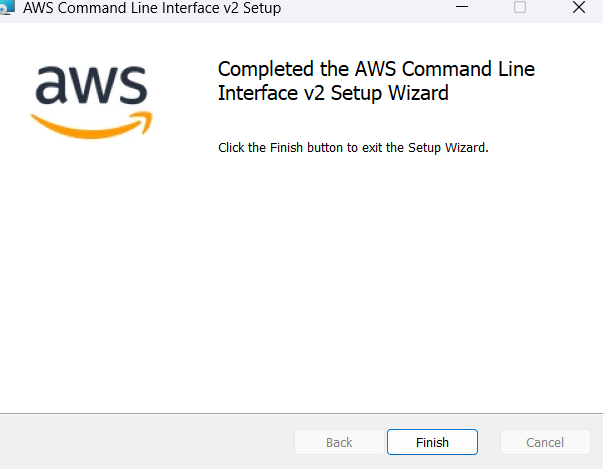 AWS Command Line Interface v2 Setup
aws
Completed the AWS Command Line
Interface v2 Setup Wizard
Click the Finish button to exit the Setup Wizard.
Back
Finish
Cancel